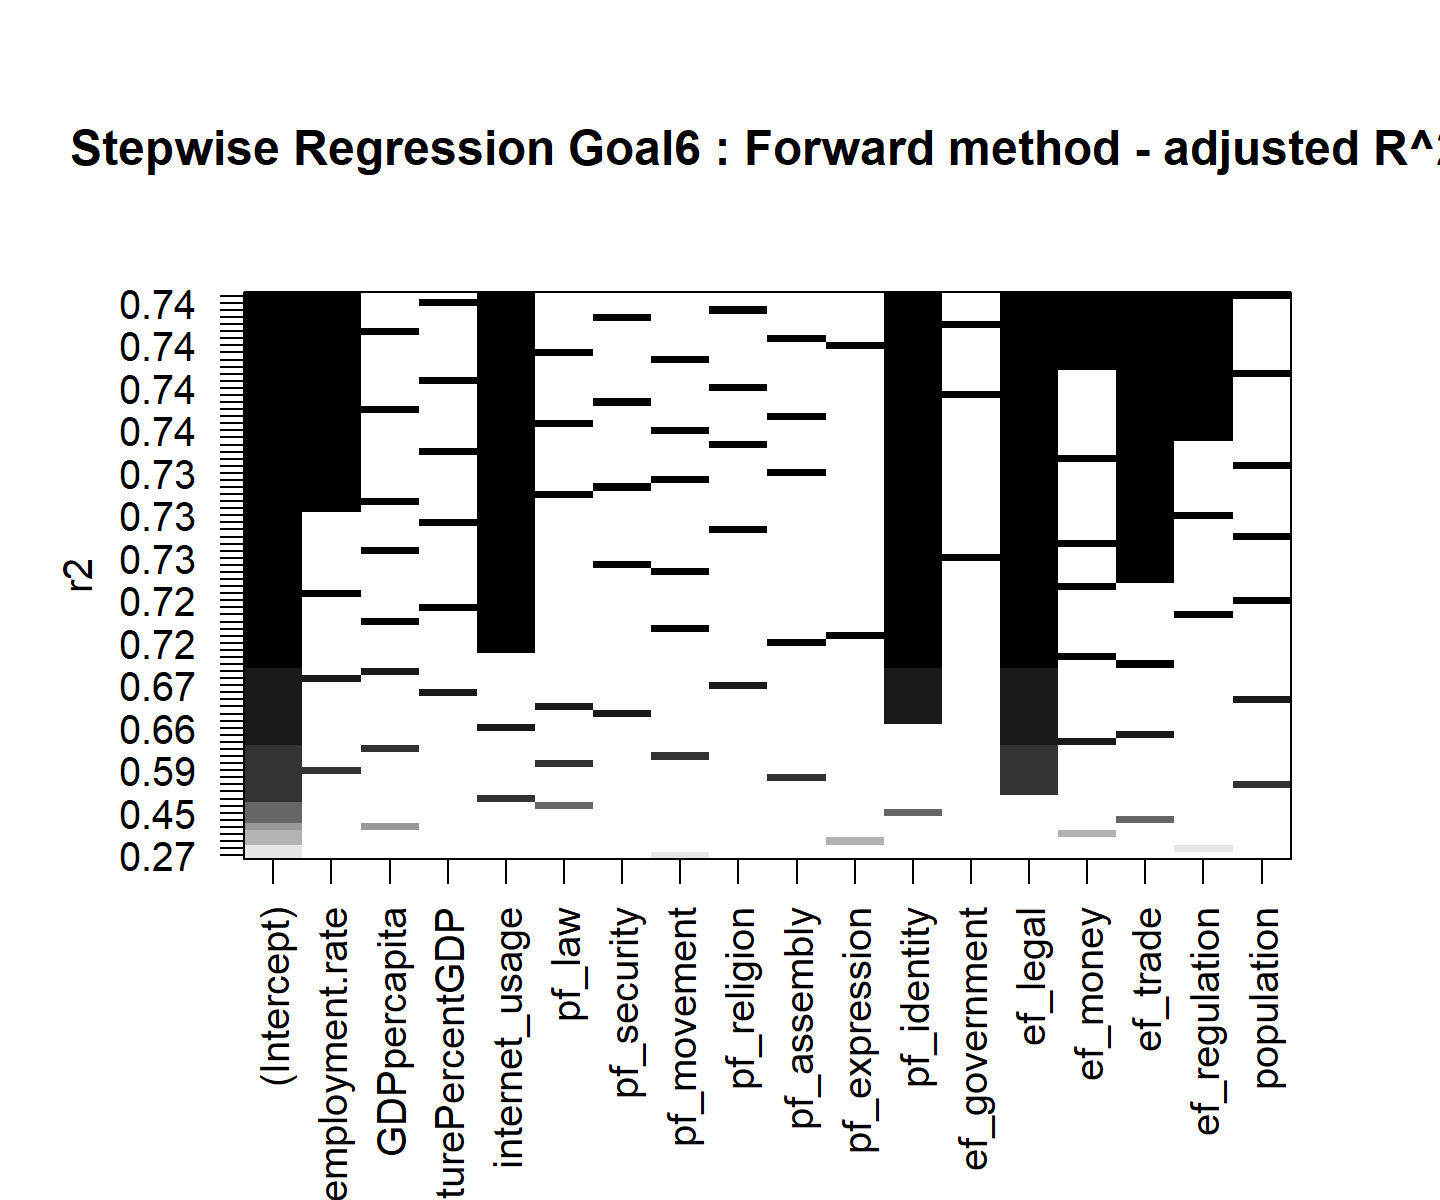 Stepwise Regression Goal6 : Forward method - adjusted R^
0.74
0.74
0.74
0.74
0.73
0.73
0.73
0.72
0.72
0.67
0.66
0.59
0.45
0.27
r2
(Intercept)
employment.rate
GDPpercapita
turePercentGDP
internet_usage
pf_law
pf_security
pf_movement
pf_religion
pf_assembly
pf_expression
pf_identity
ef_government
ef_legal
ef_money
ef_trade
ef_regulation
population